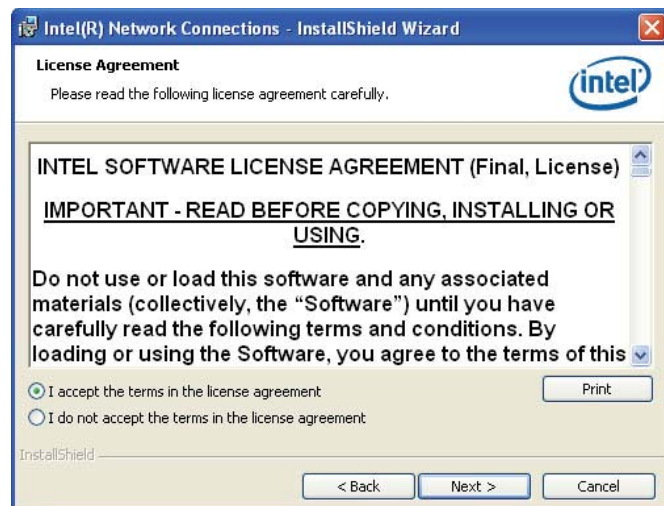 Intel(R) Network Connections - InstallShield Wizard
License Agreement
Please read the following license agreement carefully.
intel
INTEL SOFTWARE LICENSE AGREEMENT (Final, License)
IMPORTANT - READ BEFORE COPYING, INSTALLING OR
USING.
Do not use or load this software and any associated
materials (collectively, the “Software”) until you have
carefully read the following terms and conditions. By
loading or using the Software, you agree to the terms of this
I accept the terms in the license agreement
Print
I do not accept the terms in the license agreement
InstallShield
< Back
Next >
Cancel